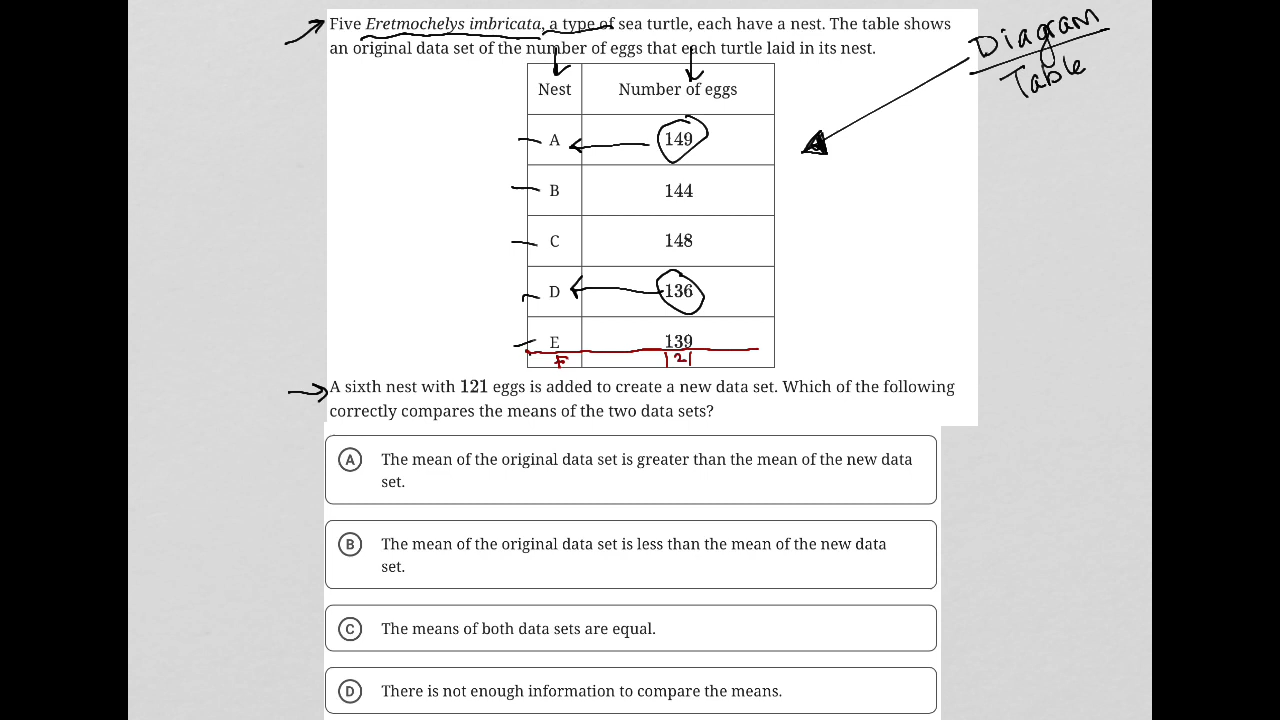 Five Eretmochelys imbricata, a type of sea turtle, each have a nest. The table shows
an original data set of the number of eggs that each turtle laid in its nest.
Diagram
Table
Nest Number of eggs
A 149
B 144
C 148
D 136
E 139
F 121
A sixth nest with 121 eggs is added to create a new data set. Which of the following
correctly compares the means of the two data sets?
A The mean of the original data set is greater than the mean of the new data
set.
B The mean of the original data set is less than the mean of the new data
set.
C The means of both data sets are equal.
D There is not enough information to compare the means.